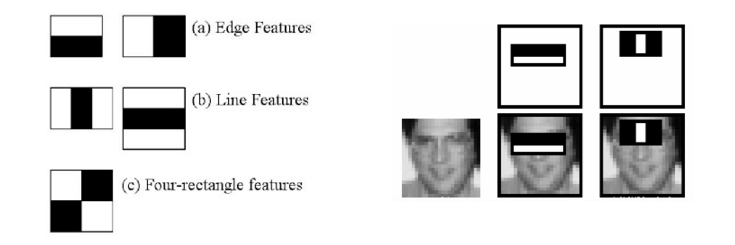 (a) Edge Features
(b) Line Features
(c) Four-rectangle features